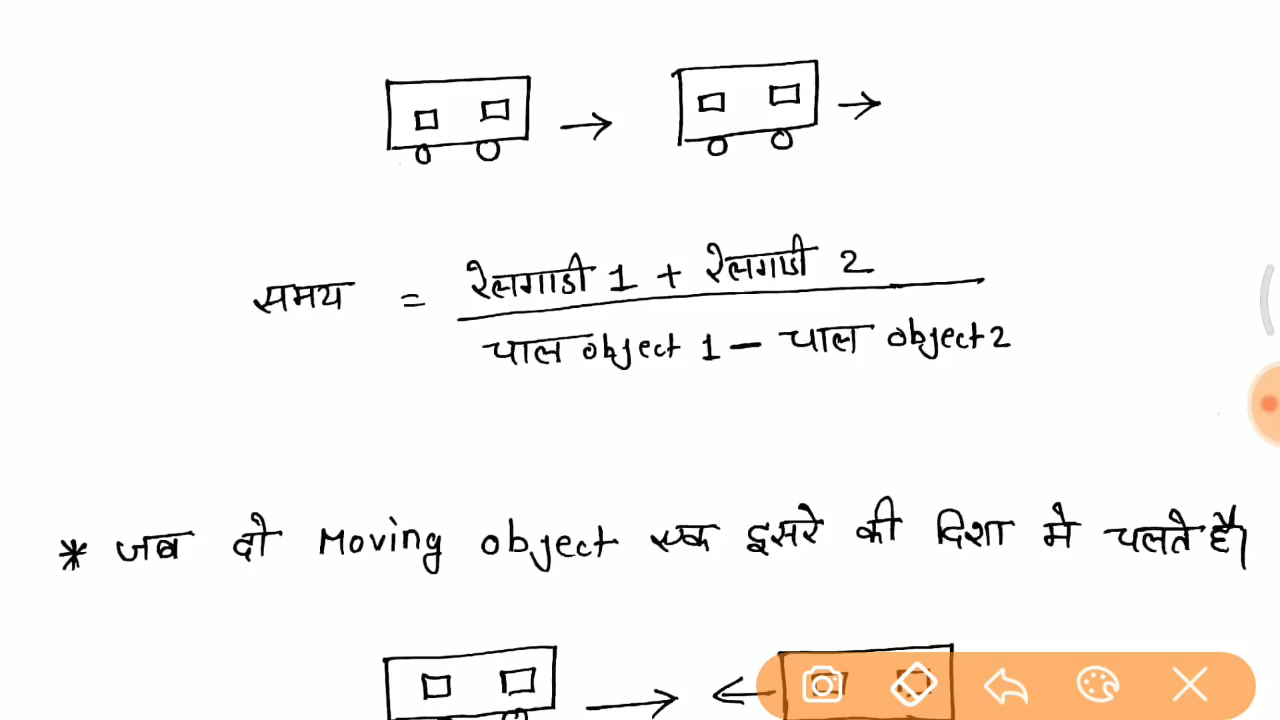 समय = रेलगाडी 1 + रेलगाडी 2
चाल object 1 - चाल object 2
* जब दो Moving object एक दुसरे की दिशा मे चलते है।